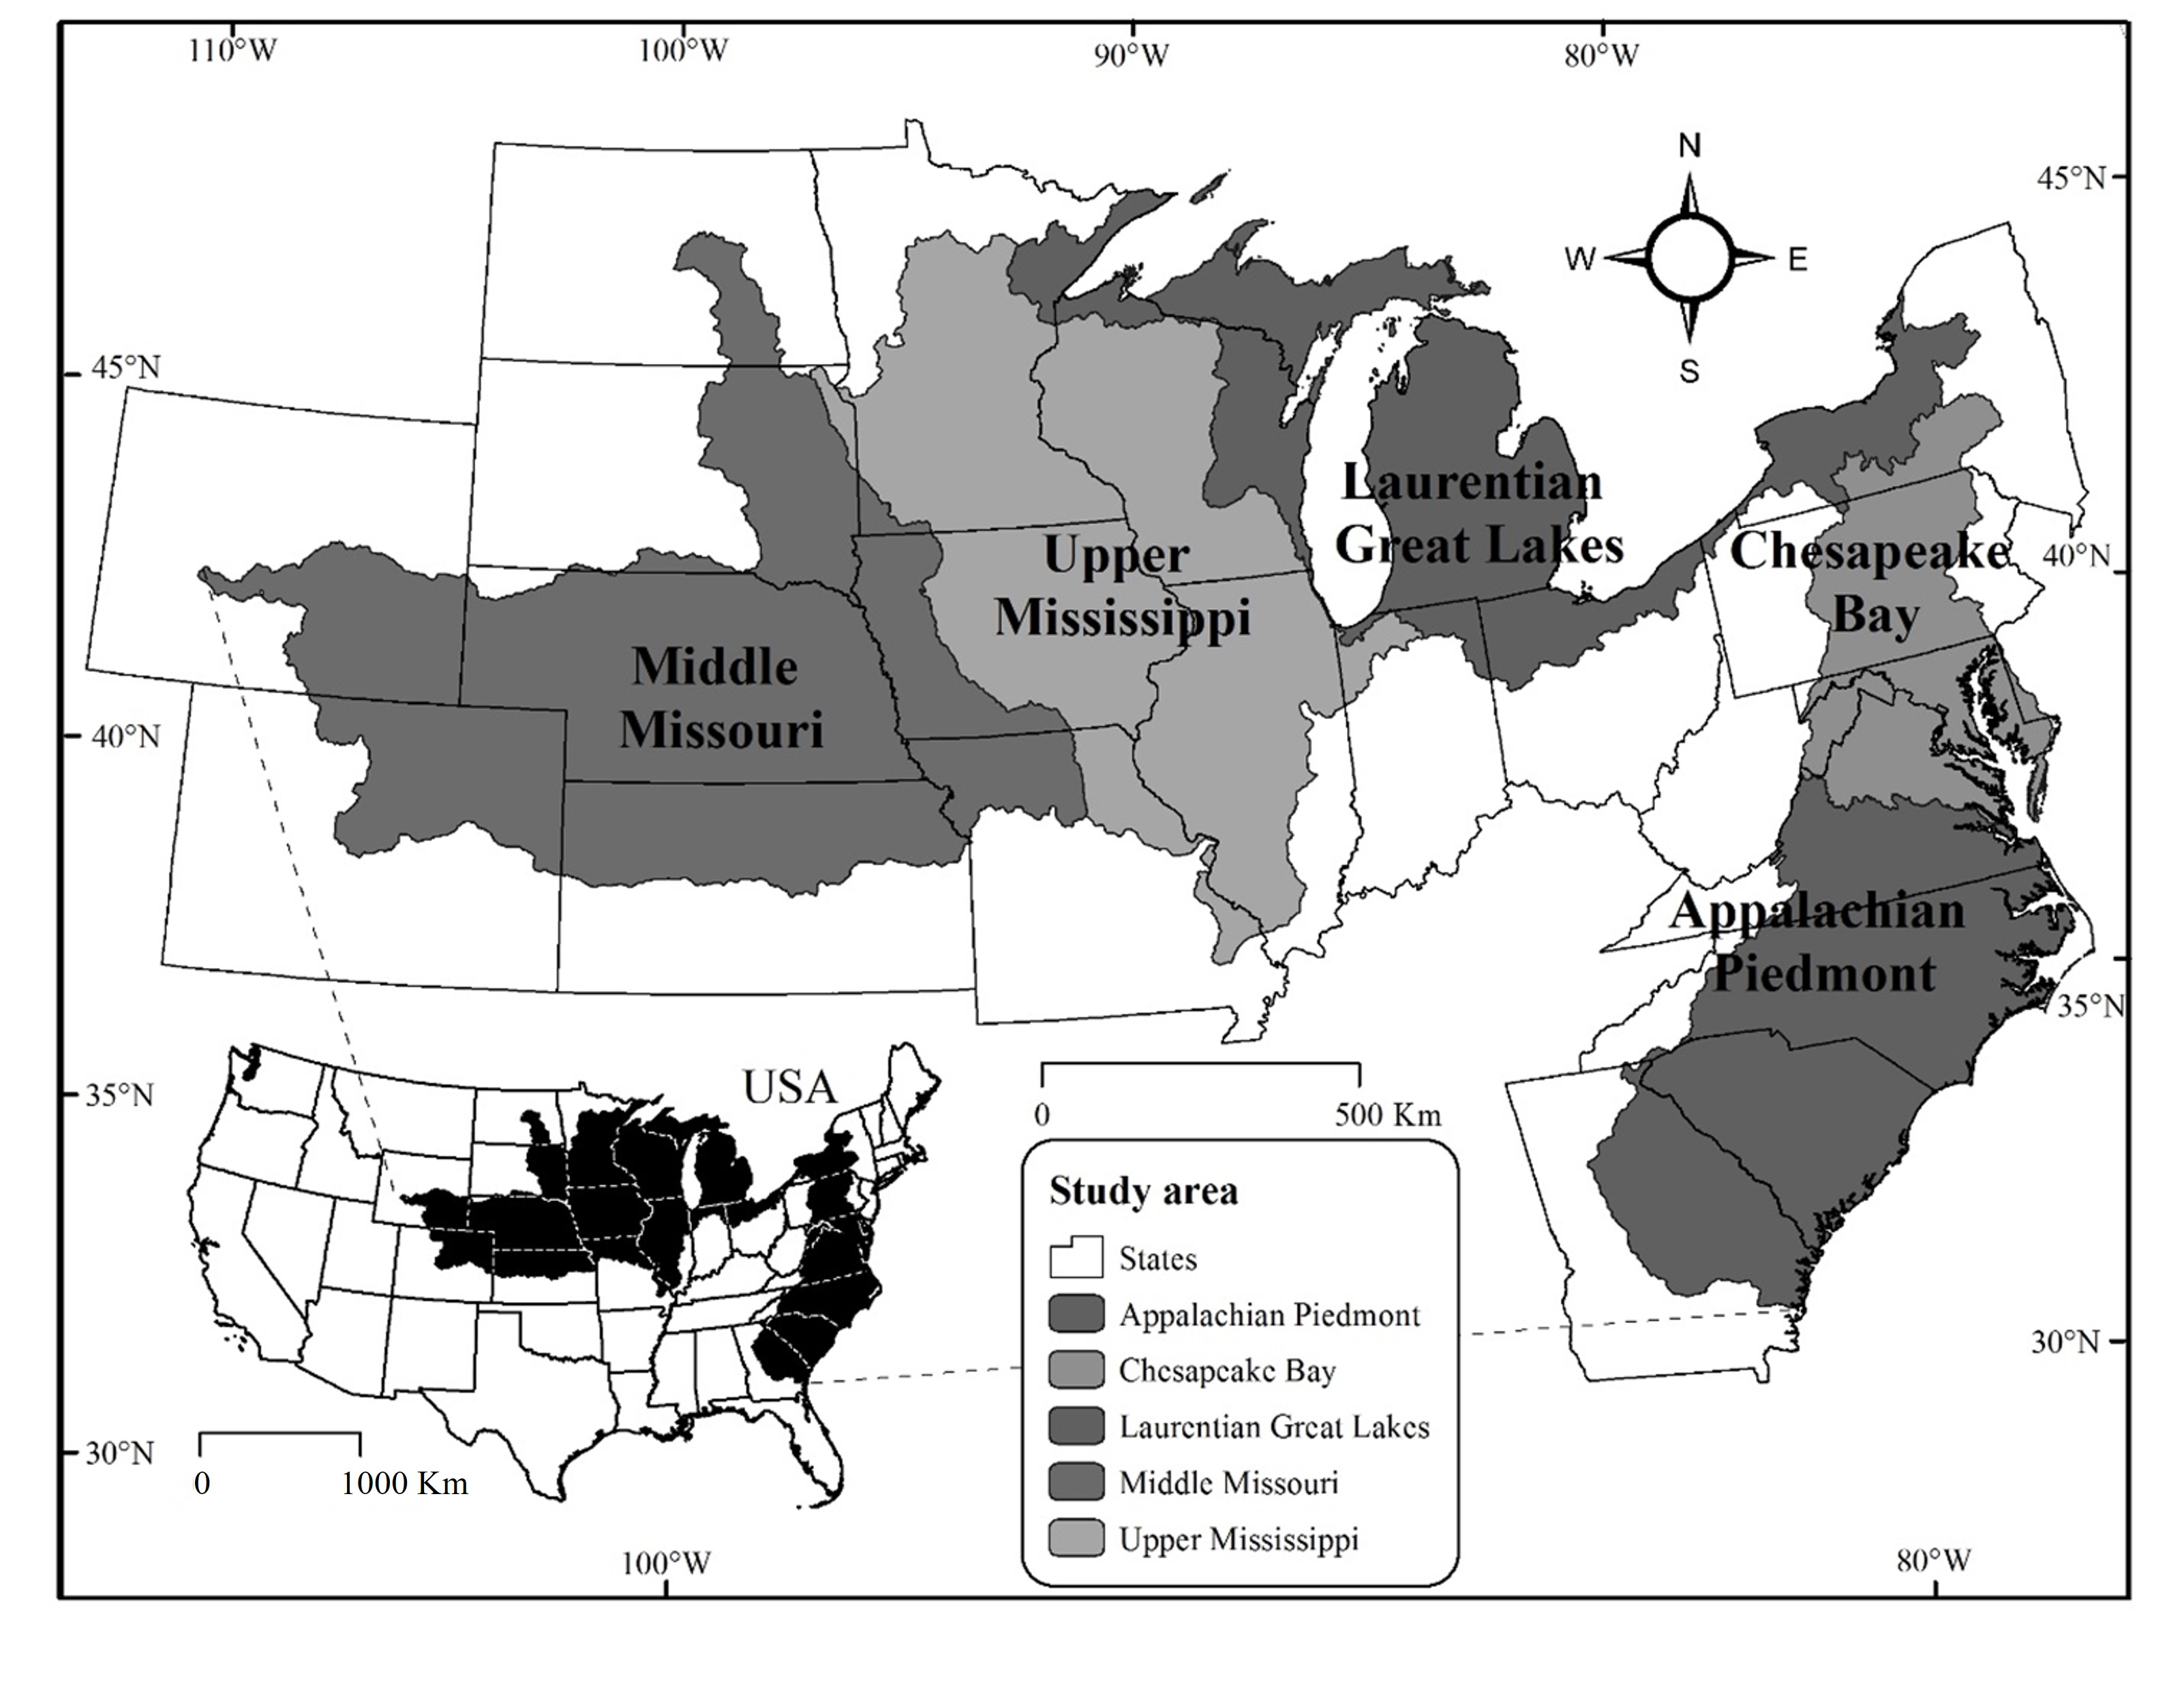 110°W
100°W
90°W
80°W
N
W
E
S
45°N
45°N
Laurentian
Great Lakes
Upper
Mississippi
Chesapeake
Bay
40°N
Middle
Missouri
40°N
Appalachian
Piedmont
35°N
USA
35°N
0
500 Km
Study area
States
Appalachian Piedmont
Chesapeake Bay
Laurentian Great Lakes
Middle Missouri
Upper Mississippi
30°N
30°N
0
1000 Km
100°W
80°W